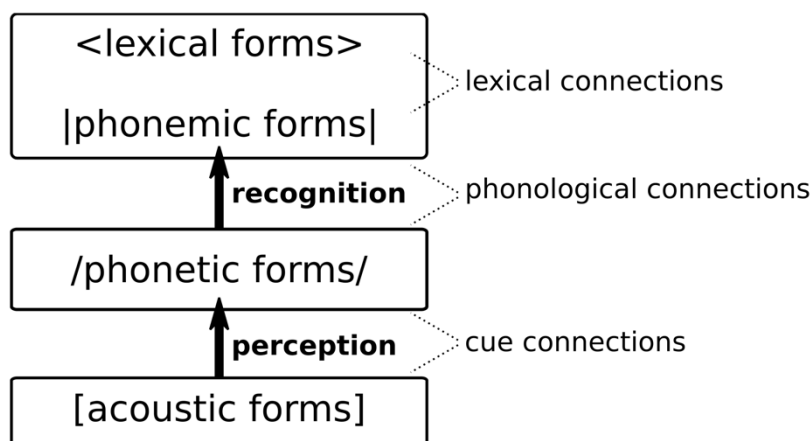 <lexical forms>
lexical connections
|phonemic forms|
recognition
phonological connections
/phonetic forms/
perception
cue connections
[acoustic forms]